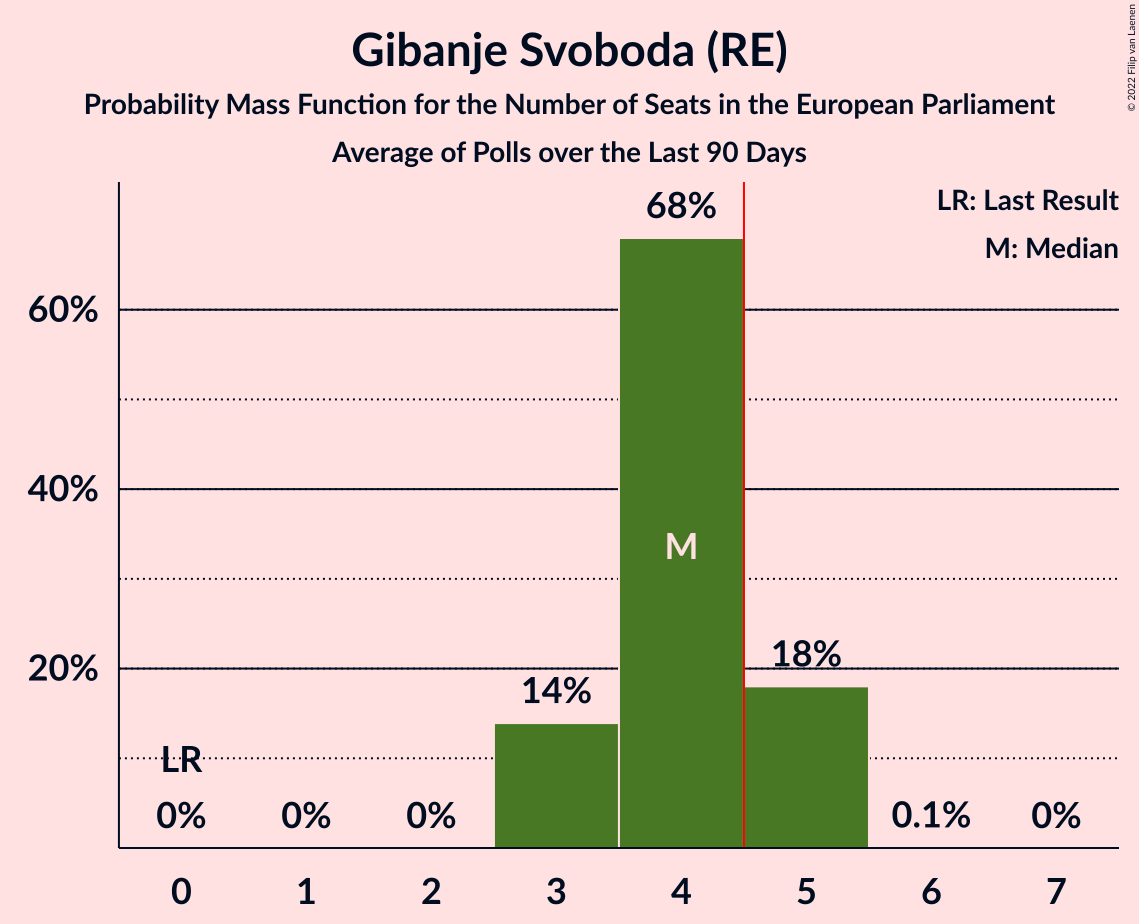 Gibanje Svoboda (RE)
Probability Mass Function for the Number of Seats in the European Parliament
Average of Polls over the Last 90 Days
© 2022 Filip van Laenen
LR: Last Result
M: Median
68%
60%
40%
M
20%
18%
14%
LR
0%
0%
0%
0.1%
0%
0
1
2
3
4
5
6
7